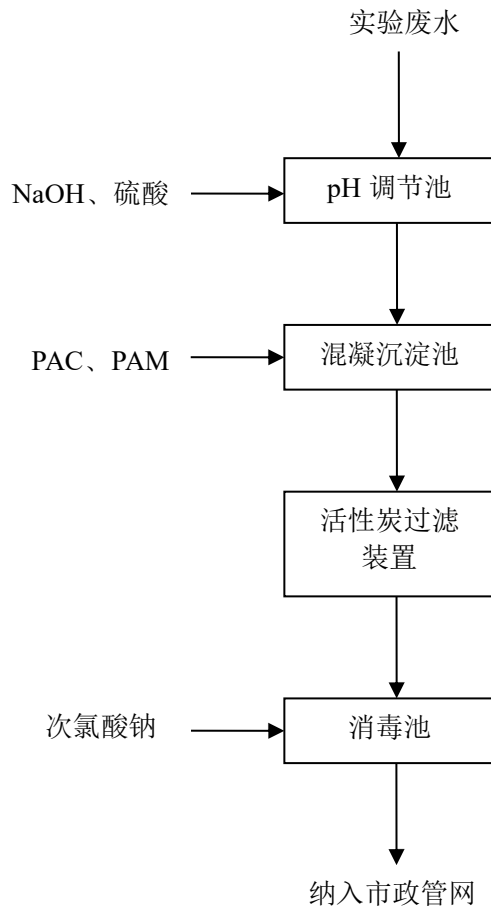 实验废水
NaOH、硫酸
pH 调节池
PAC、PAM
混凝沉淀池
活性炭过滤
装置
次氯酸钠
消毒池
纳入市政管网